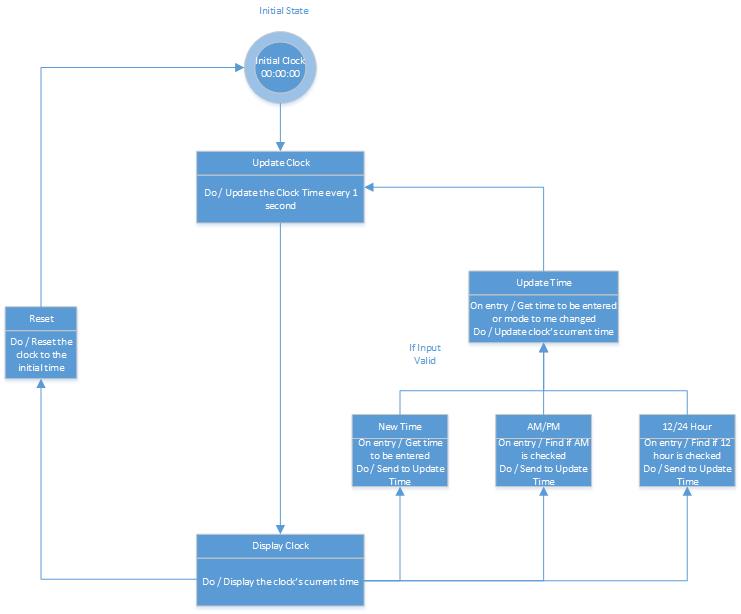 Initial State
Initial Clock
00:00:00
Update Clock
Do / Update the Clock Time every 1
second
Update Time
On entry / Get time to be entered
or mode to me changed
Do / Update clock's current time
Reset
Do / Reset the
clock to the
initial time
If Input
Valid
New Time
On entry / Get time
to be entered
Do / Send to Update
Time
AM/PM
On entry / Find if AM
is checked
Do / Send to Update
Time
12/24 Hour
On entry / Find if 12
hour is checked
Do / Send to Update
Time
Display Clock
Do / Display the clock's current time